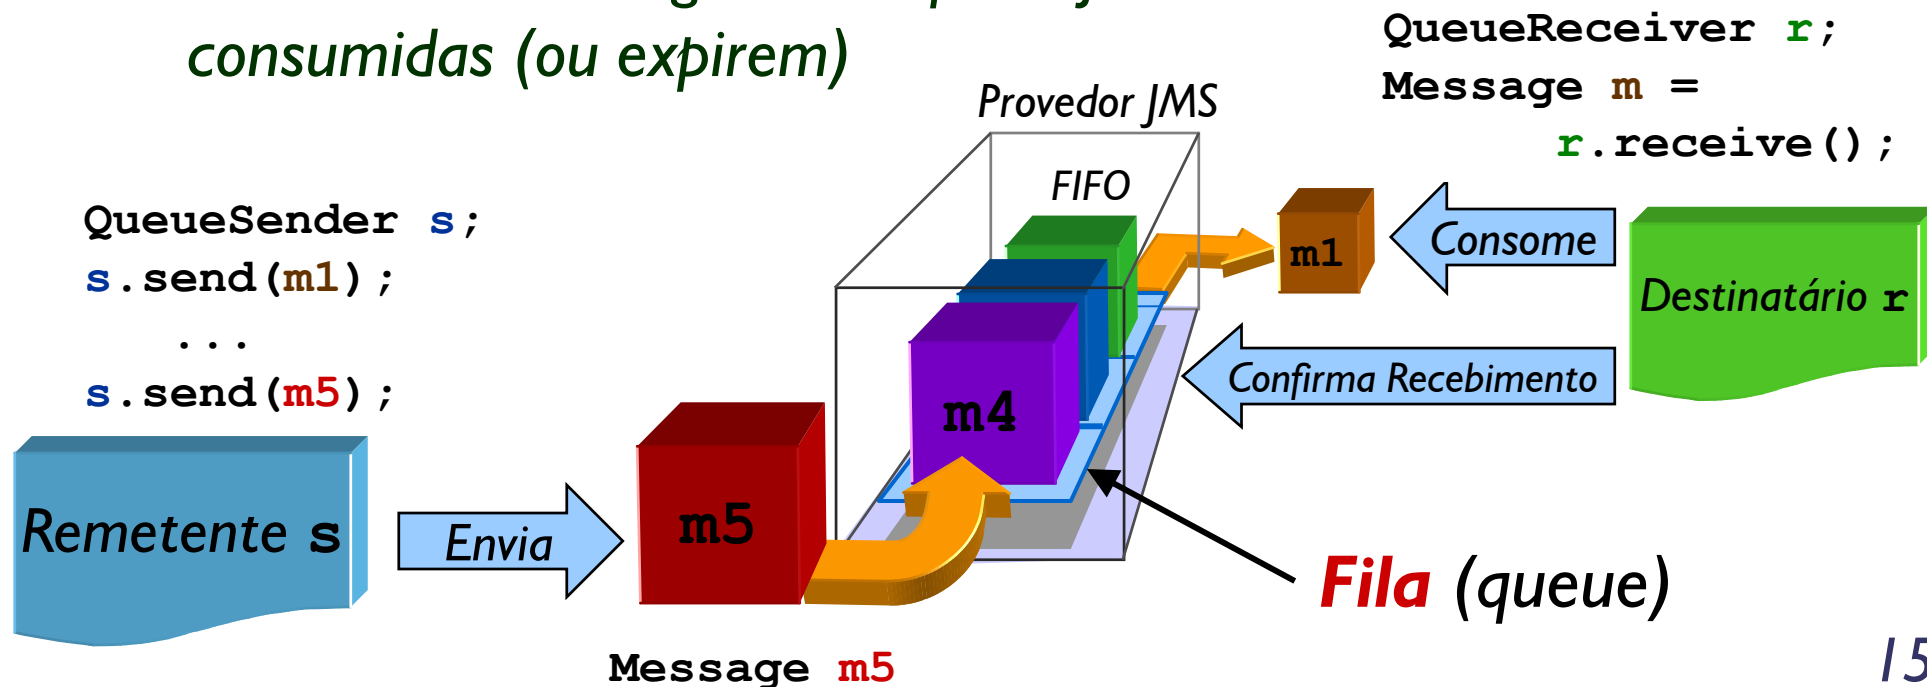 consumidas (ou expirem)
QueueReceiver r;
Message m =
r.receive();
Provedor JMS
FIFO
QueueSender s;
s.send(m1);
...
s.send(m5);
m1
Consome
Destinatário r
Confirma Recebimento
m4
m5
Remetente s
Envia
Fila (queue)
Message m5
15